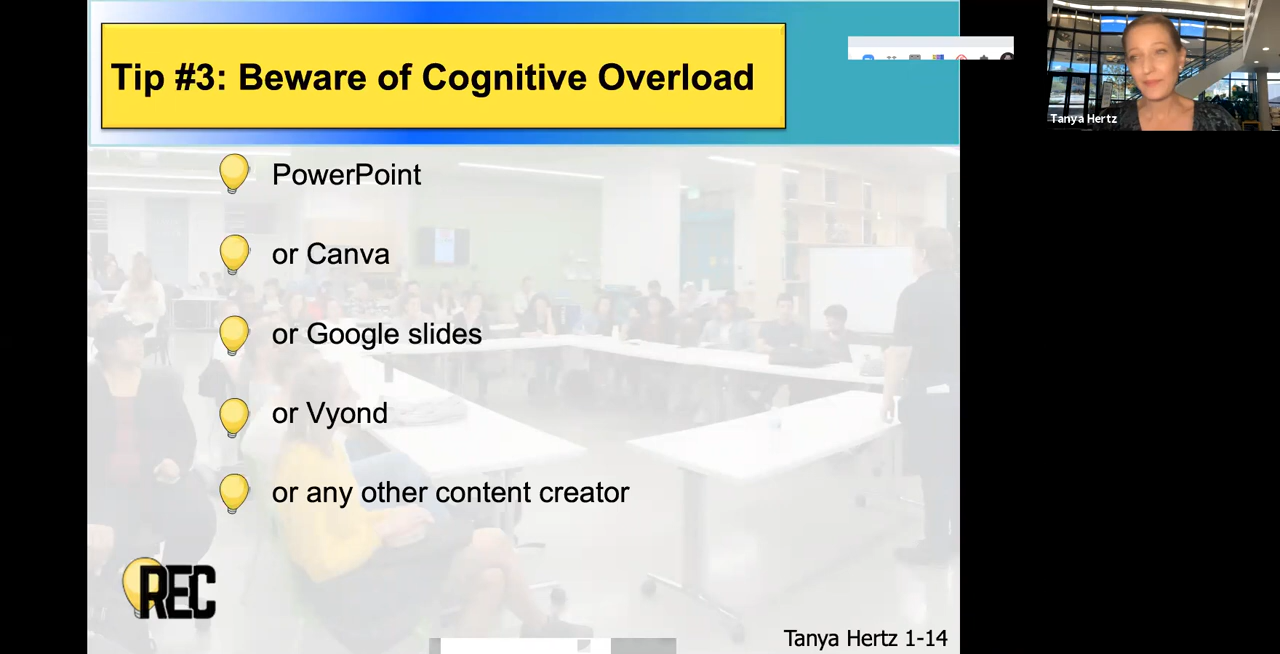 Tip #3: Beware of Cognitive Overload
Tanya Hertz
PowerPoint
or Canva
or Google slides
or Vyond
or any other content creator
REC
Tanya Hertz 1-14